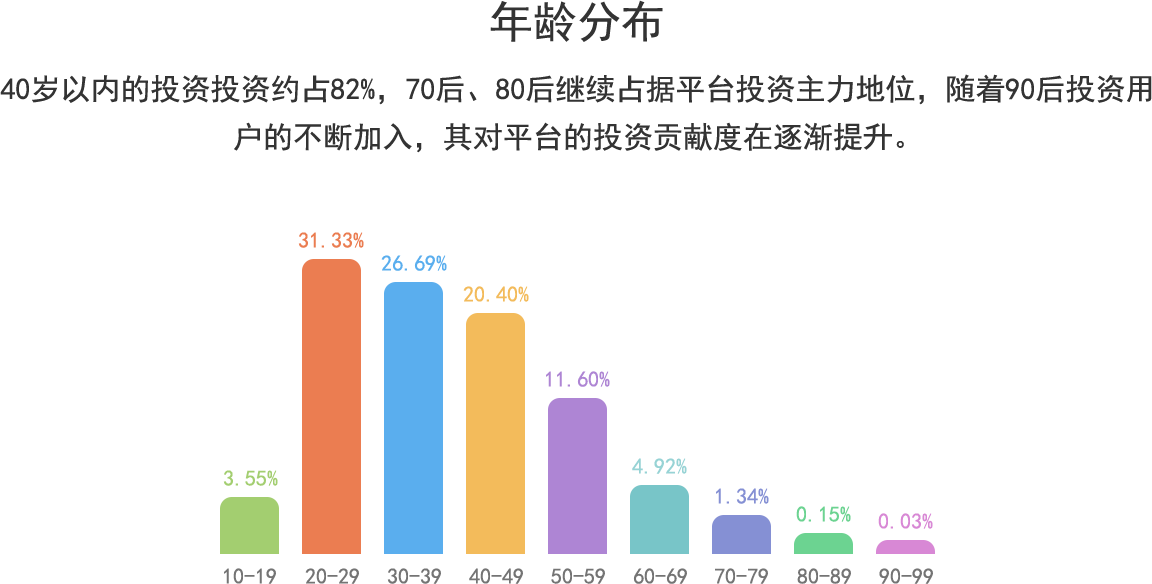 年龄分布
40岁以内的投资投资约占82%，70后、80后继续占据平台投资主力地位，随着90后投资用
户的不断加入，其对平台的投资贡献度在逐渐提升。
31.33%
26.69%
20.40%
11.60%
3.55%
4.92%
1.34%
0.15%
0.03%
10-19 20-29 30-39 40-49 50-59 60-69 70-79 80-89 90-99